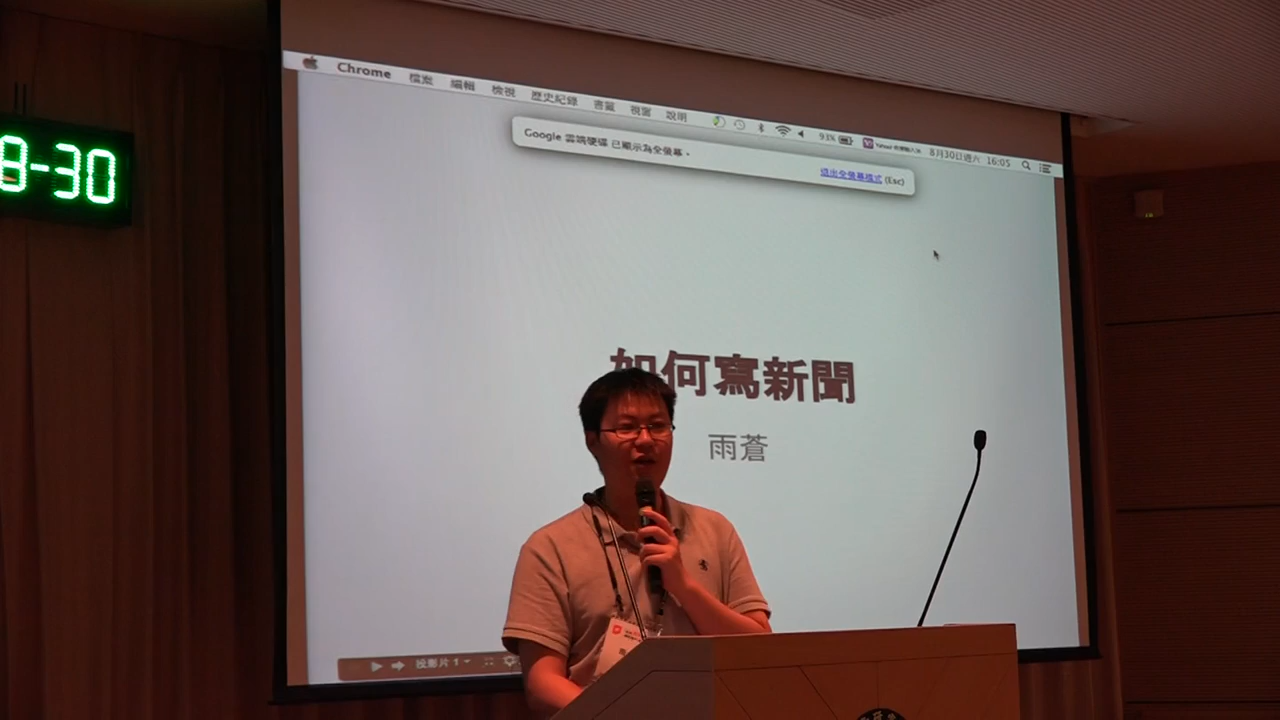 Chrome 檔案 編輯 檢視 歷史紀錄 書籤 視窗 說明 93% Yahoo! 8月30日週六 16:05
Google 雲端硬碟 已顯示為全螢幕。 退出全螢幕模式 (Esc)
8-30
如何寫新聞
雨蒼
投影片 1